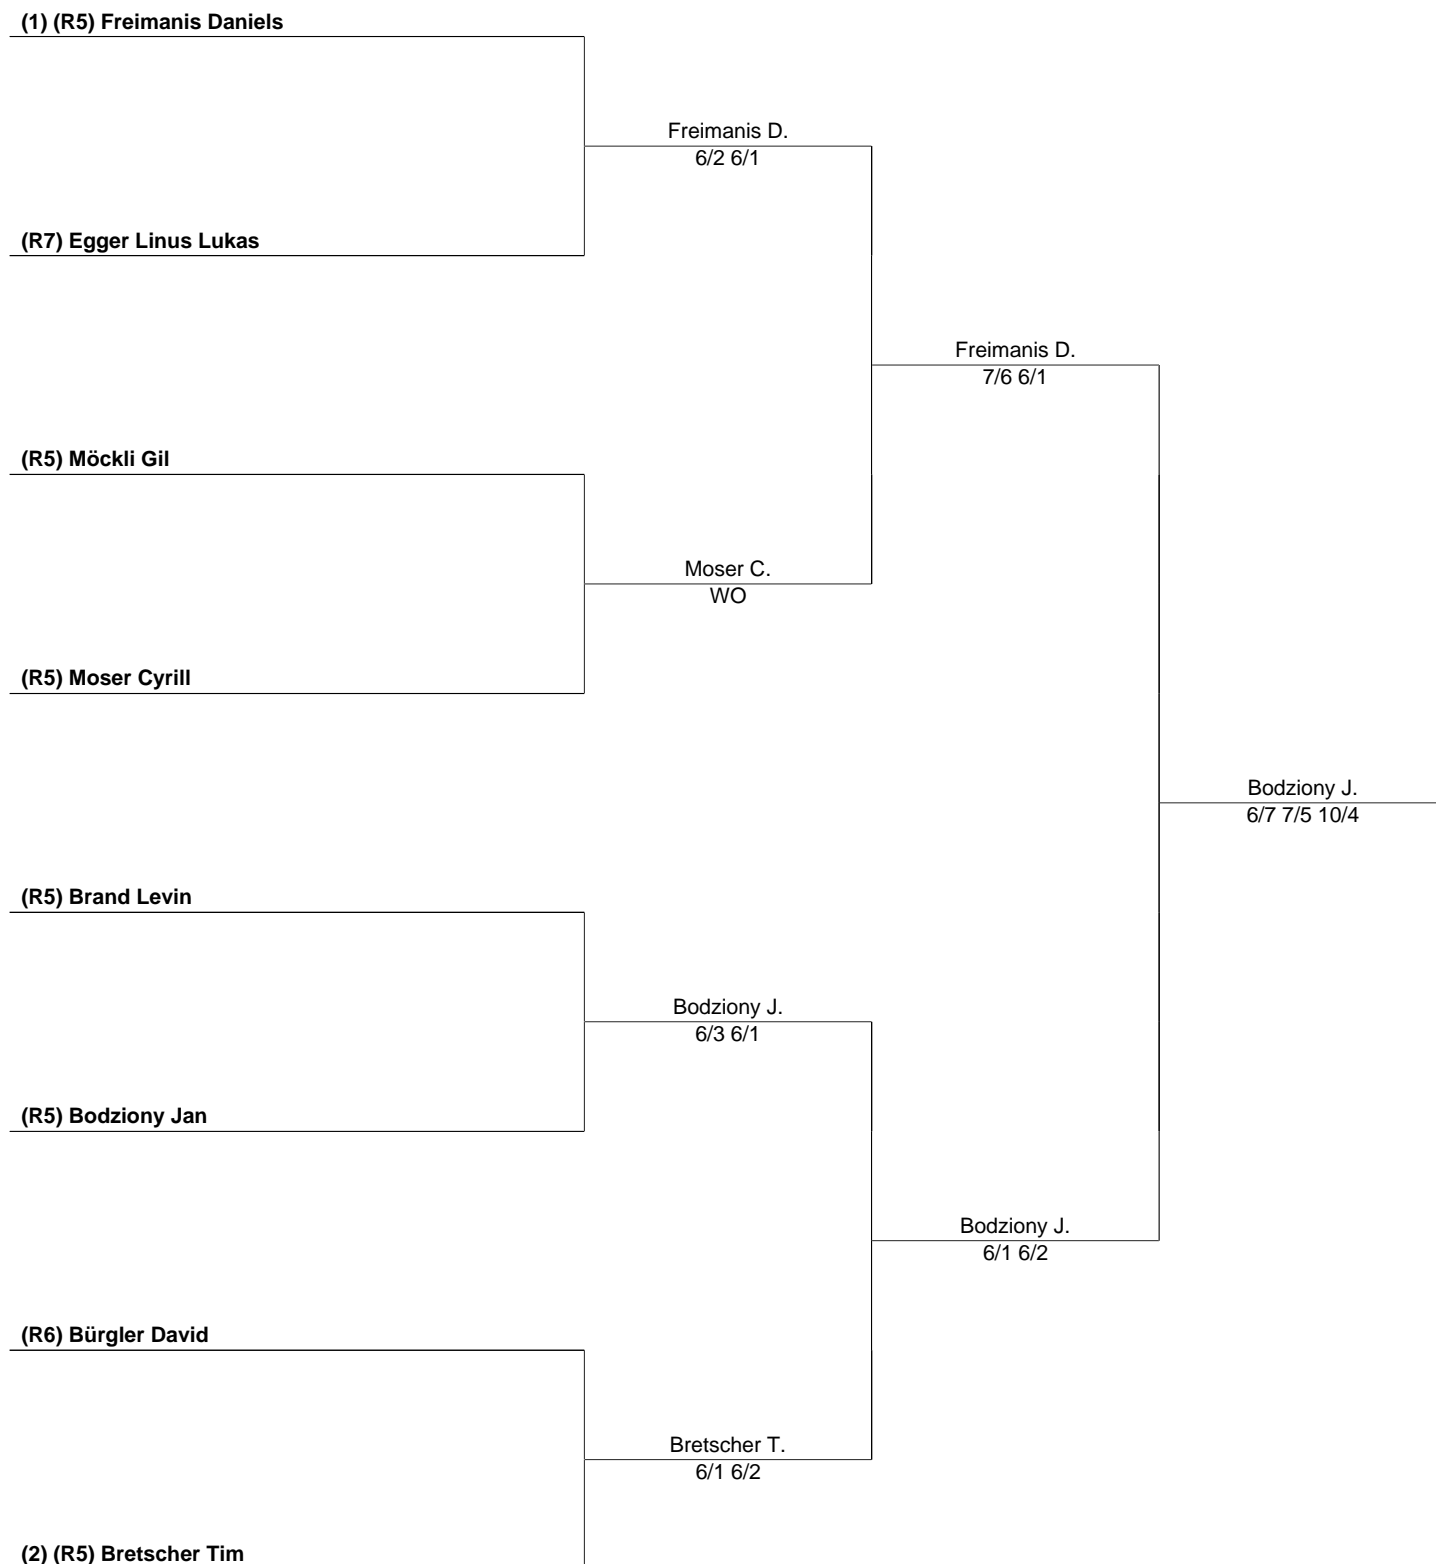 (1) (R5) Freimanis Daniels
Freimanis D.
6/2 6/1
(R7) Egger Linus Lukas
Freimanis D.
7/6 6/1
(R5) Möckli Gil
Moser C.
WO
(R5) Moser Cyrill
Bodziony J.
6/7 7/5 10/4
(R5) Brand Levin
Bodziony J.
6/3 6/1
(R5) Bodziony Jan
Bodziony J.
6/1 6/2
(R6) Bürgler David
Bretscher T.
6/1 6/2
(2) (R5) Bretscher Tim